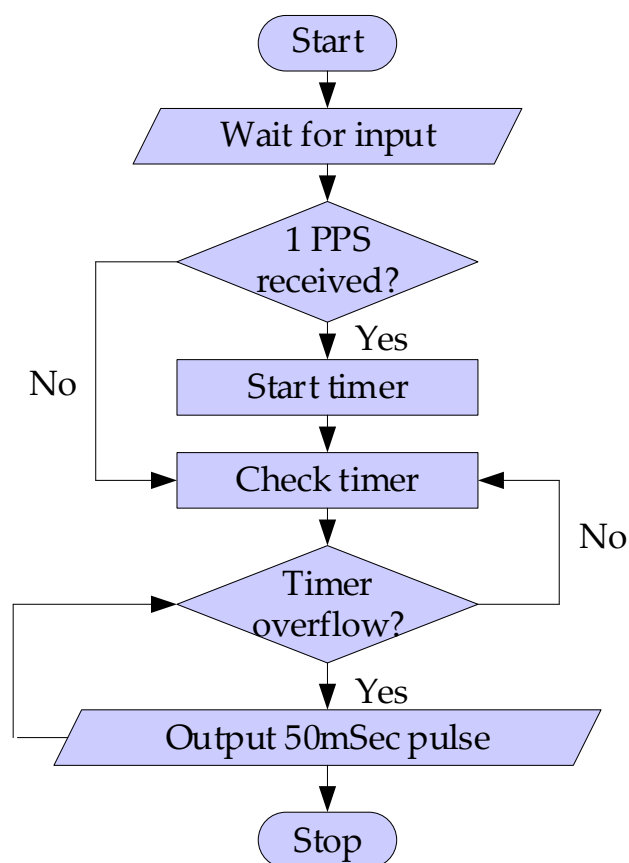 Start
Wait for input
1 PPS
received?
Yes
No
Start timer
Check timer
No
Timer
overflow?
Yes
Output 50mSec pulse
Stop